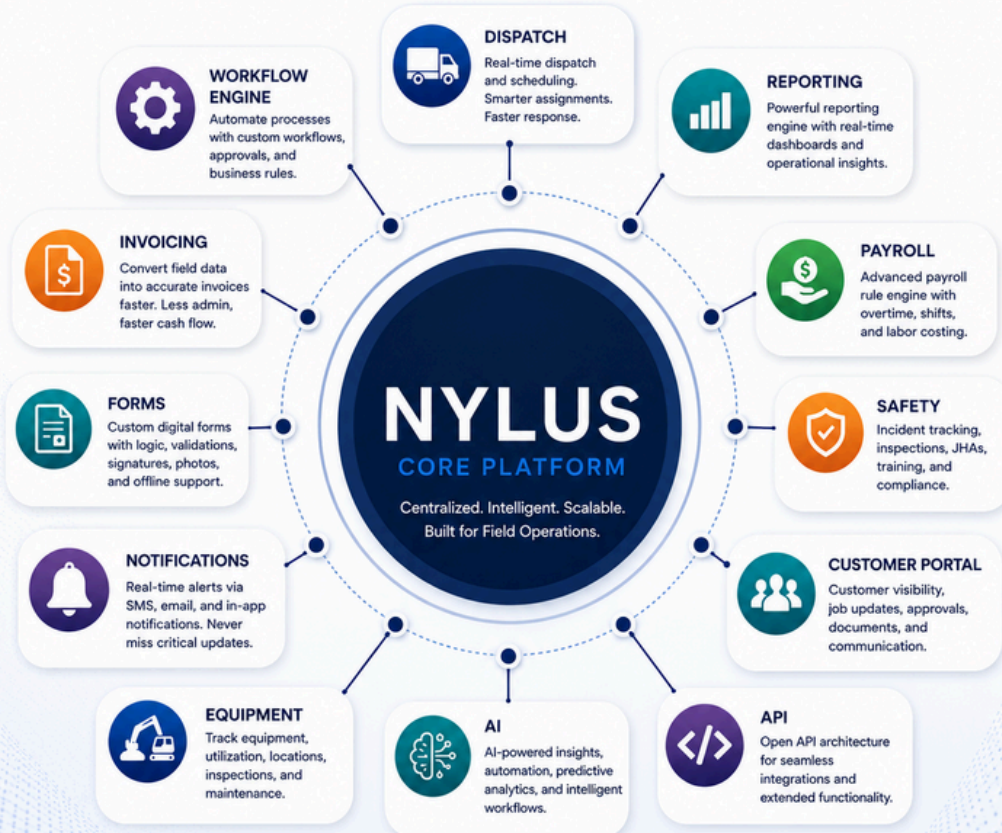 DISPATCH
Real-time dispatch
and scheduling.
Smarter assignments.
Faster response.
WORKFLOW
ENGINE
Automate processes
with custom workflows,
approvals, and
business rules.
REPORTING
Powerful reporting
engine with real-time
dashboards and
operational insights.
INVOICING
Convert field data
into accurate invoices
faster. Less admin,
faster cash flow.
PAYROLL
Advanced payroll
rule engine with
overtime, shifts,
and labor costing.
NYLUS
CORE PLATFORM
Centralized. Intelligent. Scalable.
Built for Field Operations.
FORMS
Custom digital forms
with logic, validations,
signatures, photos,
and offline support.
SAFETY
Incident tracking,
inspections, JHAs,
training, and
compliance.
NOTIFICATIONS
Real-time alerts via
SMS, email, and in-app
notifications. Never
miss critical updates.
CUSTOMER PORTAL
Customer visibility,
job updates, approvals,
documents, and
communication.
EQUIPMENT
Track equipment,
utilization, locations,
inspections, and
maintenance.
AI
AI-powered insights,
automation, predictive
analytics, and intelligent
workflows.
API
Open API architecture
for seamless
integrations and
extended functionality.